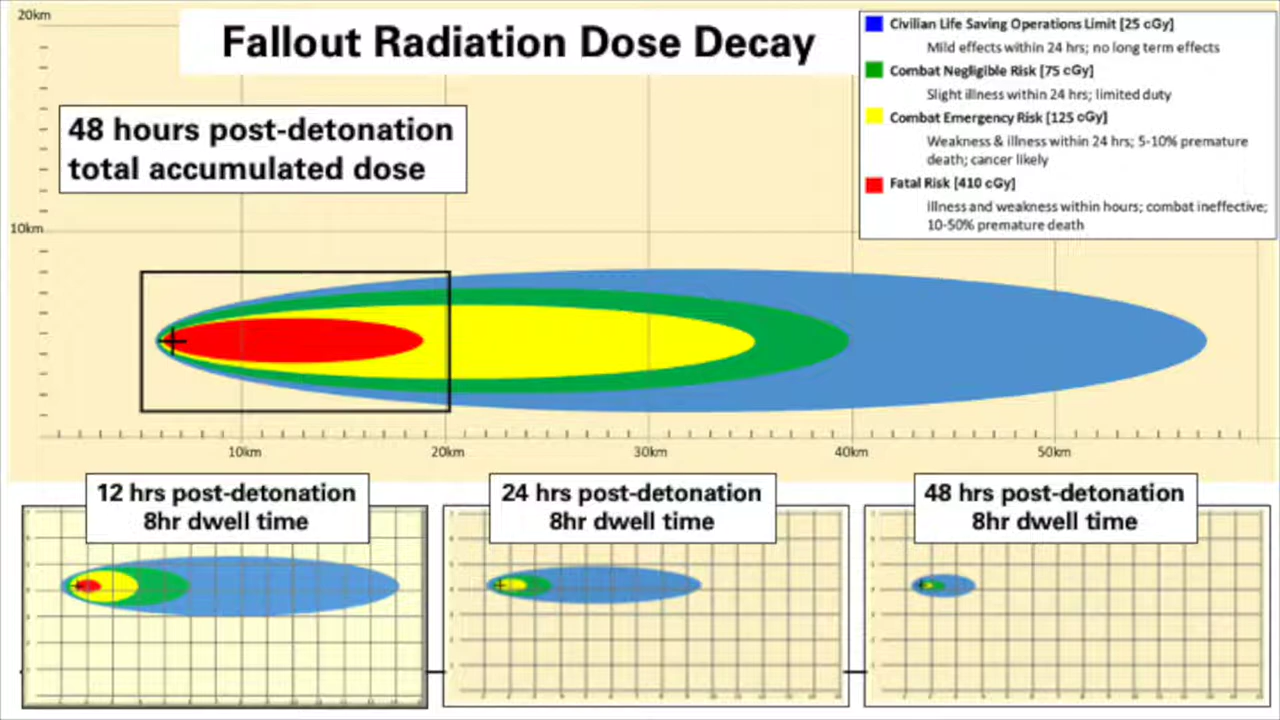 20km
Fallout Radiation Dose Decay
Civilian Life Saving Operations Limit [25 cGy]
Mild effects within 24 hrs; no long term effects
Combat Negligible Risk [75 cGy]
Slight illness within 24 hrs; limited duty
Combat Emergency Risk [125 cGy]
Weakness & illness within 24 hrs; 5-10% premature
death; cancer likely
Fatal Risk [410 cGy]
Illness and weakness within hours; combat ineffective;
10-50% premature death
48 hours post-detonation
total accumulated dose
10km
10km 20km 30km 40km 50km
12 hrs post-detonation
8hr dwell time
24 hrs post-detonation
8hr dwell time
48 hrs post-detonation
8hr dwell time